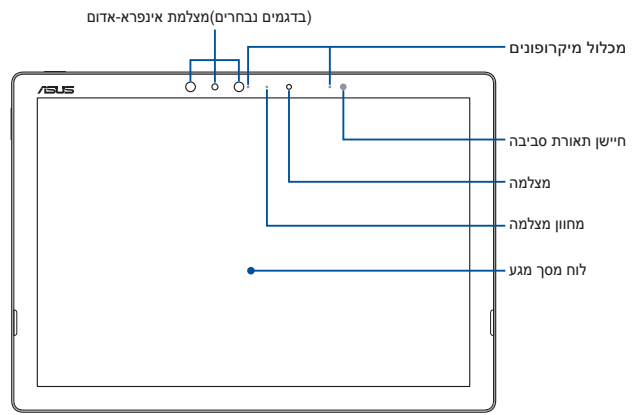 מצלמת אינפרא-אדום(בדגמים נבחרים)
מכלול מיקרופונים
ASUS
חיישן תאורת סביבה
מצלמה
מחוון מצלמה
לוח מסך מגע